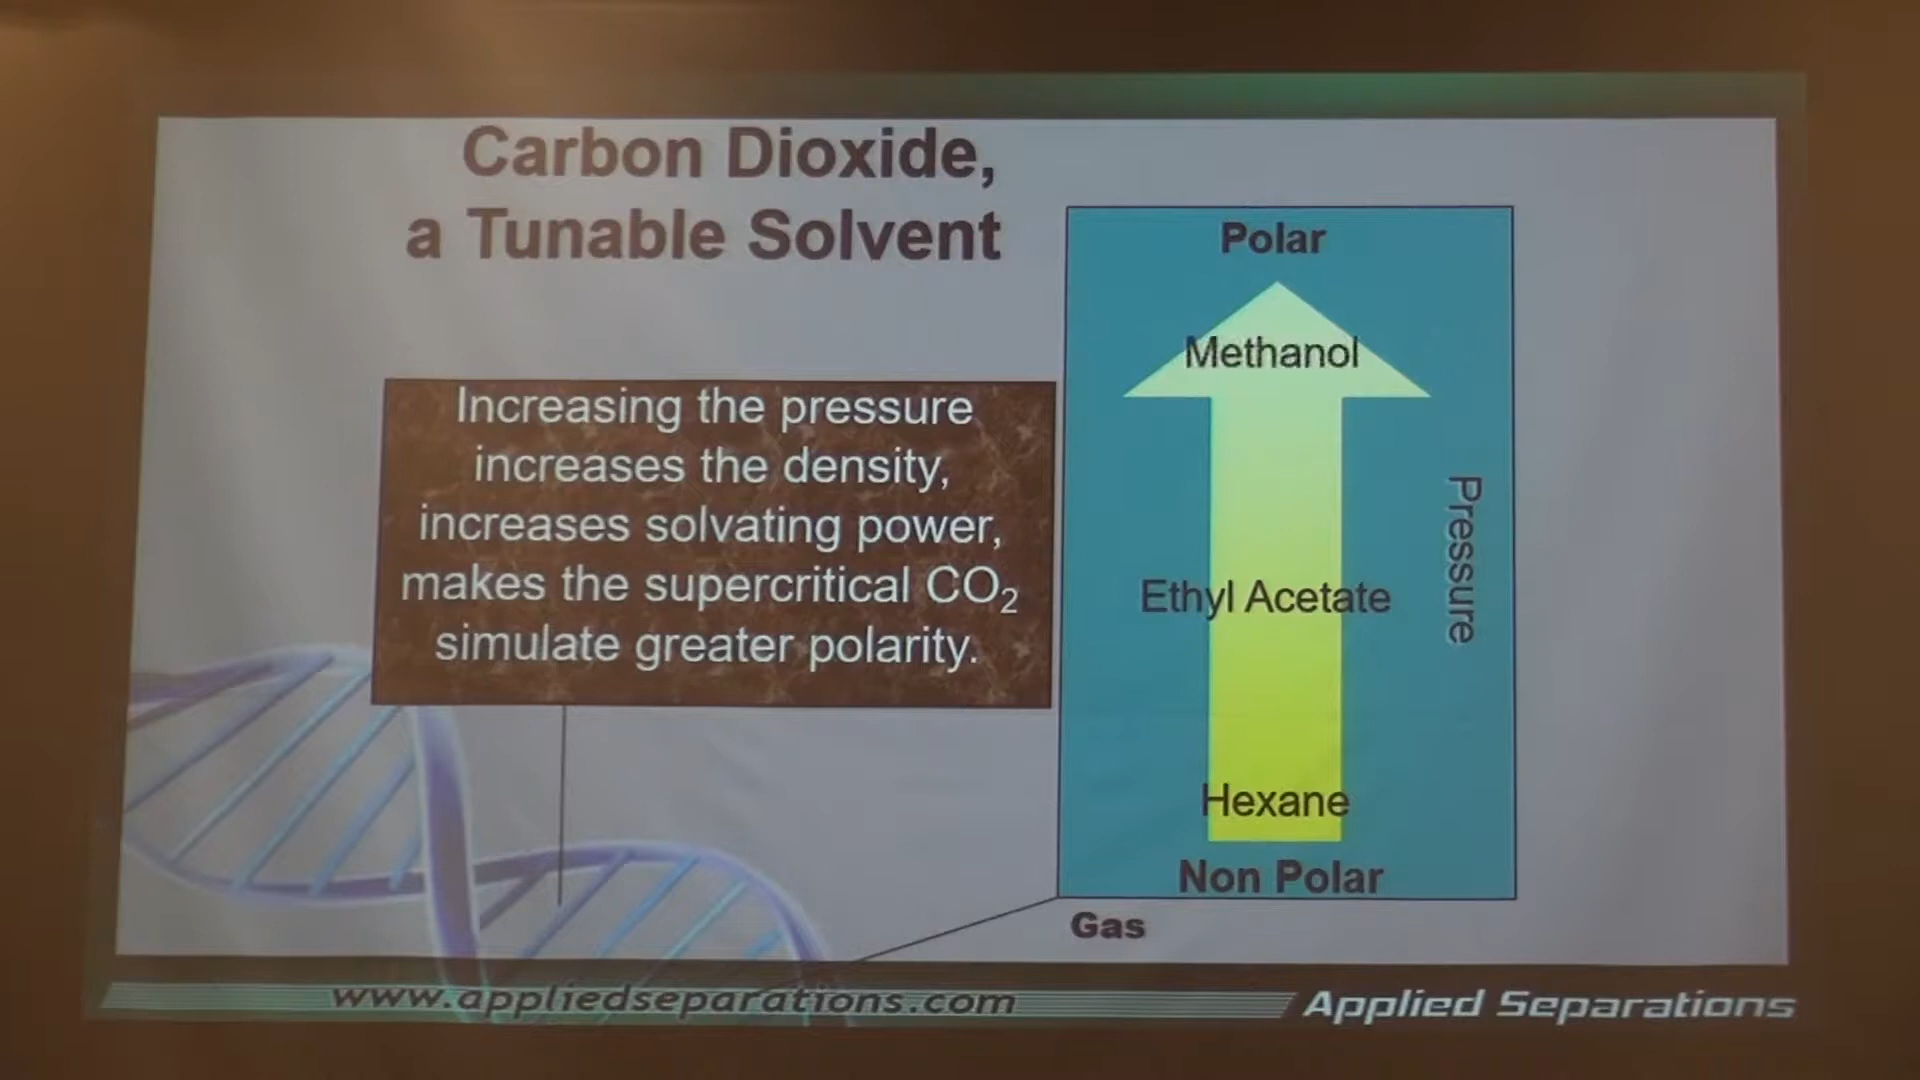 Carbon Dioxide,
a Tunable Solvent
Increasing the pressure
increases the density,
increases solvating power,
makes the supercritical CO₂
simulate greater polarity.
Polar
Methanol
Ethyl Acetate
Hexane
Non Polar
Pressure
Gas
www.appliedseparations.com
Applied Separations